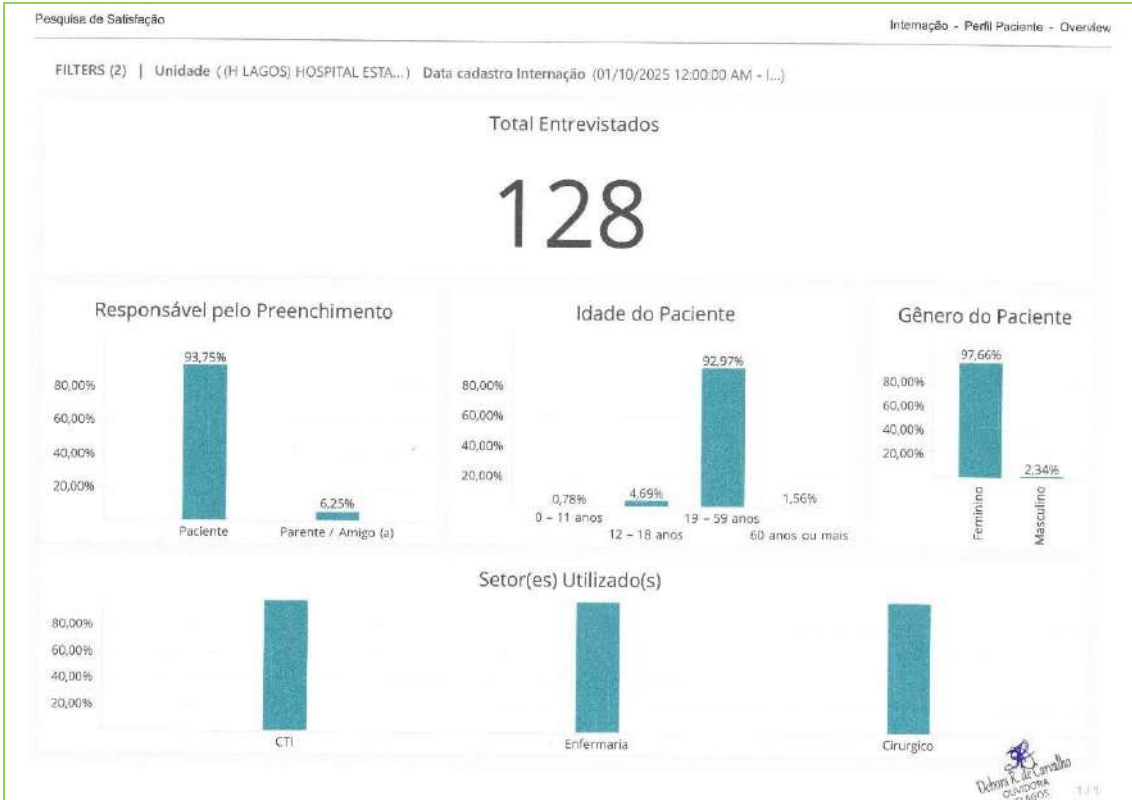 Pesquisa de Satisfação
Internação - Perfil Paciente - Overview
FILTERS (2) | Unidade ((H LAGOS) HOSPITAL ESTA...) Data cadastro Internação (01/10/2025 12:00:00 AM - I...)
Total Entrevistados
128
Responsável pelo Preenchimento
93,75%
80,00%
60,00%
40,00%
20,00%
6,25%
Paciente
Parente / Amigo (a)
Idade do Paciente
92,97%
80,00%
60,00%
40,00%
20,00%
0,78%
4,69%
1,56%
0 – 11 anos
19 – 59 anos
12 – 18 anos
60 anos ou mais
Gênero do Paciente
97,66%
80,00%
60,00%
40,00%
20,00%
2,34%
Feminino
Masculino
Setor(es) Utilizado(s)
80,00%
60,00%
40,00%
20,00%
CTI
Enfermaria
Cirurgico
Debora R. de Carvalho
OUVIDORA
LAGOS
1 / 1